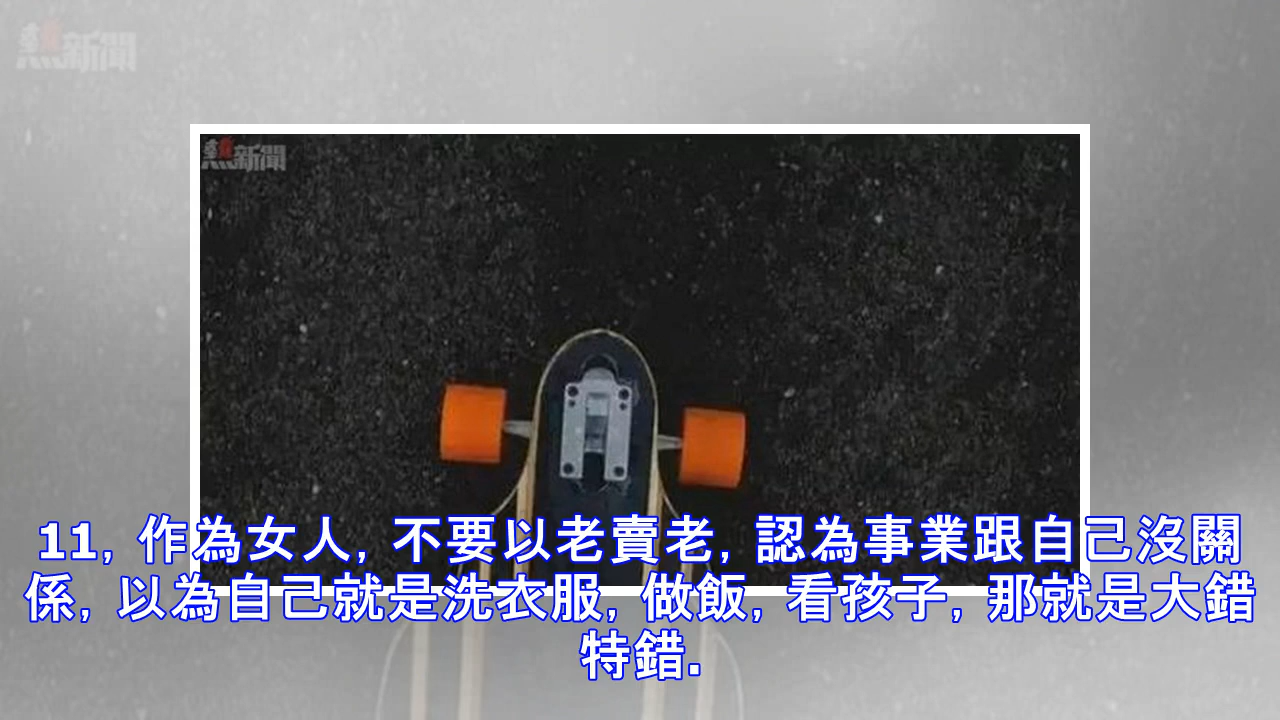 熱新聞
熱新聞
11, 作為女人, 不要以老賣老, 認為事業跟自己沒關
係, 以為自己就是洗衣服, 做飯, 看孩子, 那就是大錯
特錯.